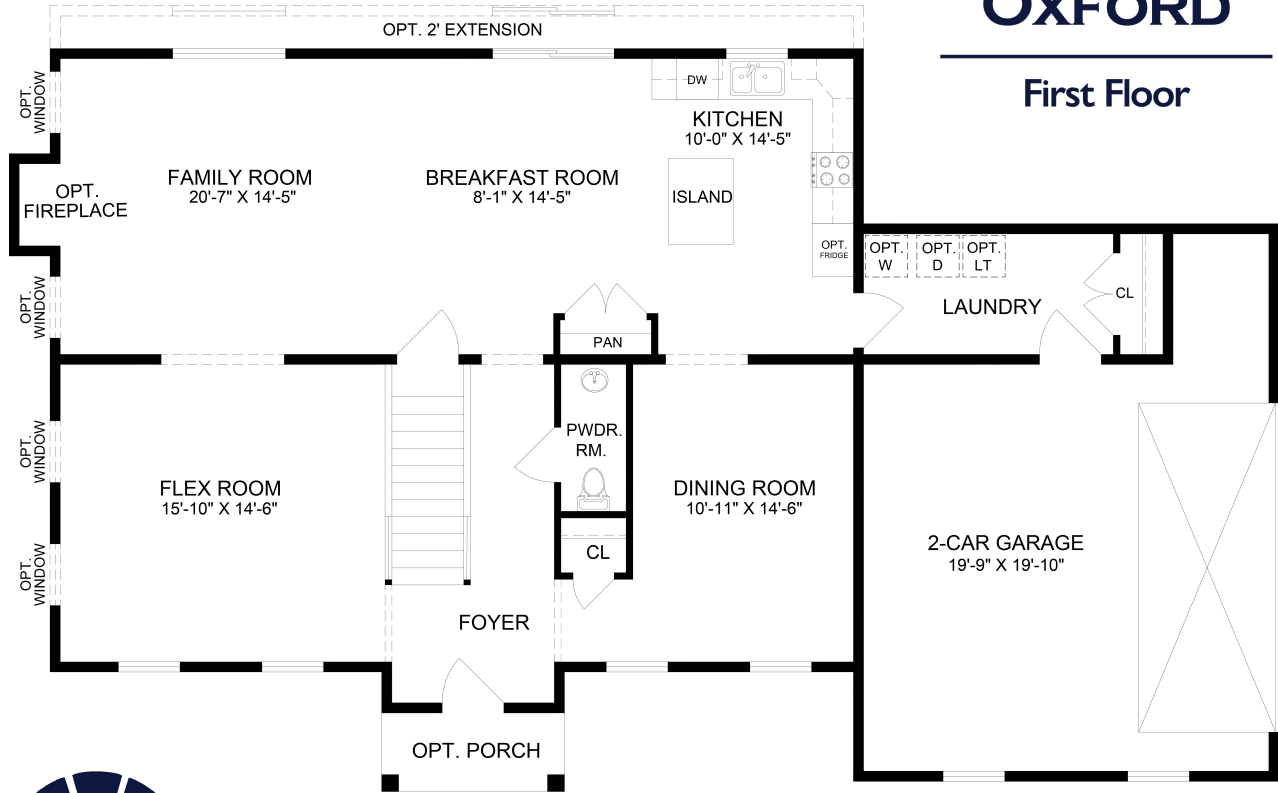 OXFORD
First Floor
OPT. 2' EXTENSION
OPT.
WINDOW
DW
KITCHEN
10'-0" X 14'-5"
FAMILY ROOM
20'-7" X 14'-5"
BREAKFAST ROOM
8'-1" X 14'-5"
ISLAND
OPT.
FIREPLACE
OPT.
FRIDGE
OPT.
W
OPT.
D
OPT.
LT
LAUNDRY
CL
OPT.
WINDOW
PAN
OPT.
WINDOW
PWDR.
RM.
FLEX ROOM
15'-10" X 14'-6"
DINING ROOM
10'-11" X 14'-6"
CL
2-CAR GARAGE
19'-9" X 19'-10"
OPT.
WINDOW
FOYER
OPT. PORCH